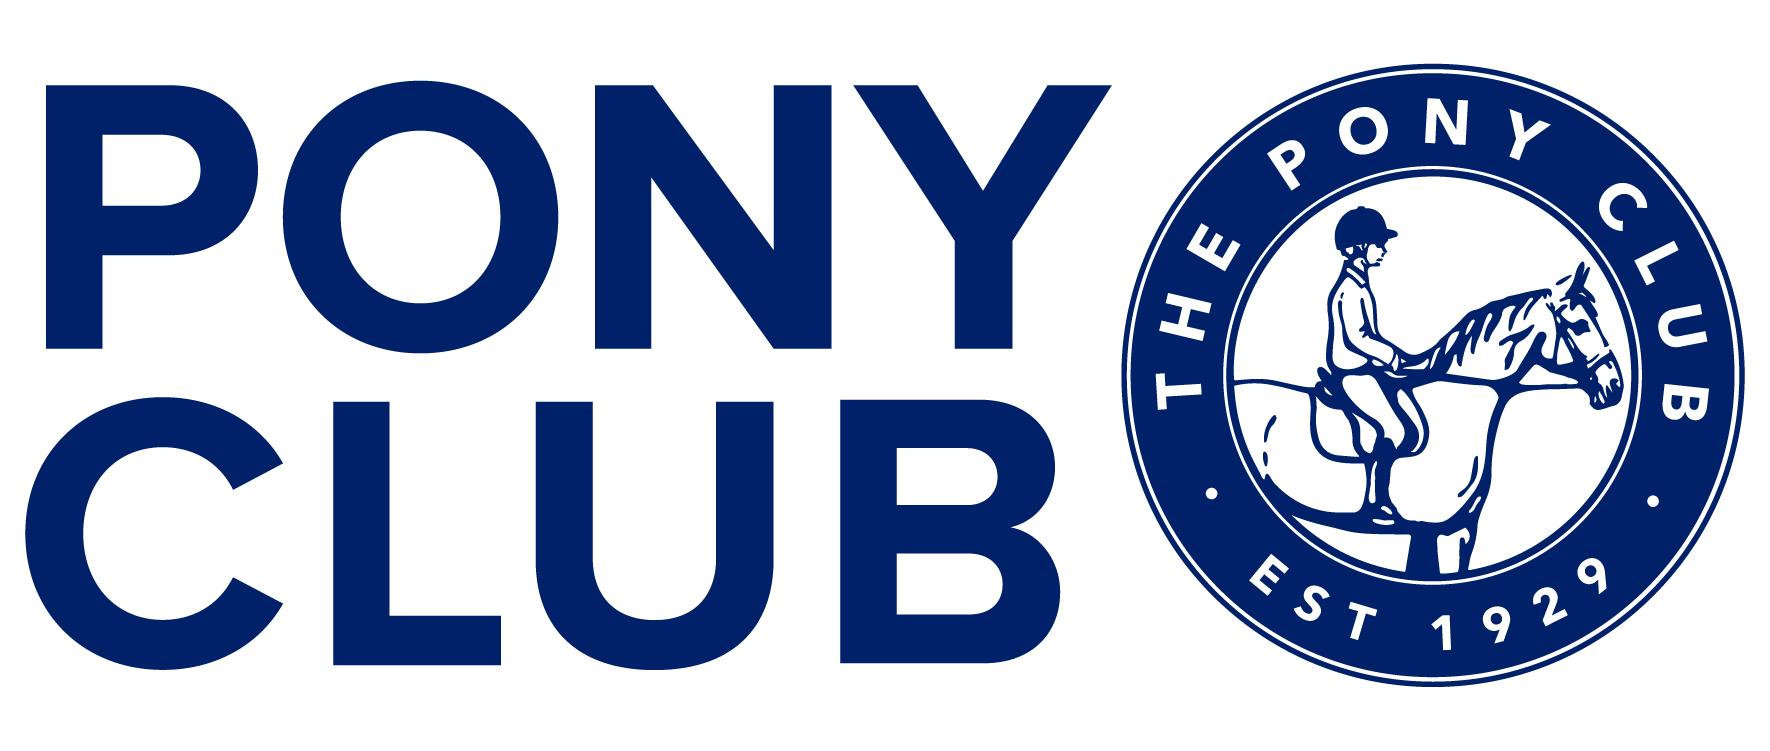 PONY
CLUB
THE PONY CLUB
· EST 1929 ·